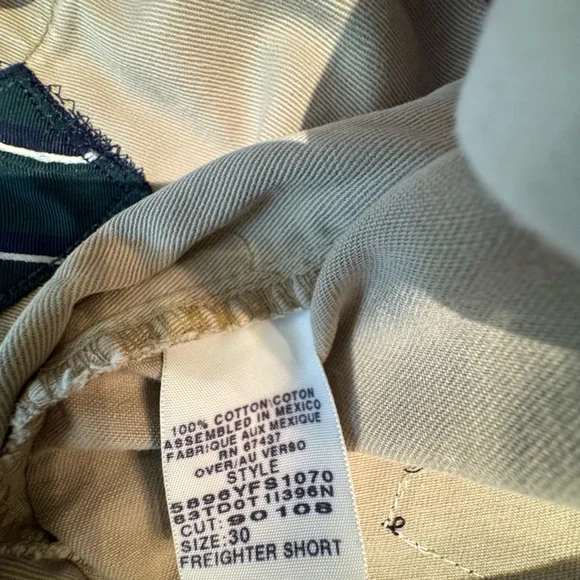 100% COTTON\COTON
ASSEMBLED IN MEXICO
FABRIQUE AUX MEXIQUE
RN 67437
OVER/AU VERSO
STYLE
5896YFS1070
83TD0T1I396N
CUT: 90108
SIZE: 30
FREIGHTER SHORT